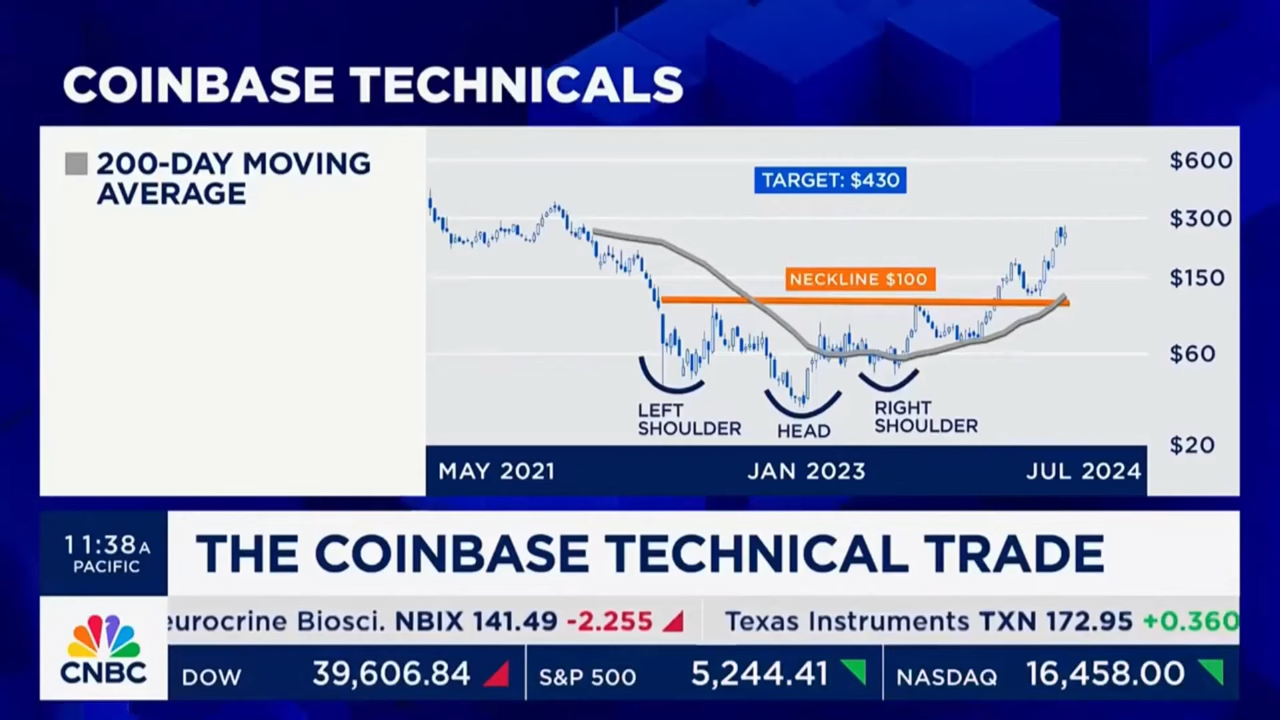 COINBASE TECHNICALS
200-DAY MOVING
AVERAGE
TARGET: $430
NECKLINE $100
LEFT
SHOULDER
HEAD
RIGHT
SHOULDER
$600
$300
$150
$60
$20
MAY 2021
JAN 2023
JUL 2024
11:38A
PACIFIC
THE COINBASE TECHNICAL TRADE
eurocrine Biosci. NBIX 141.49 -2.255
Texas Instruments TXN 172.95 +0.360
CNBC
DOW 39,606.84
S&P 500 5,244.41
NASDAQ 16,458.00